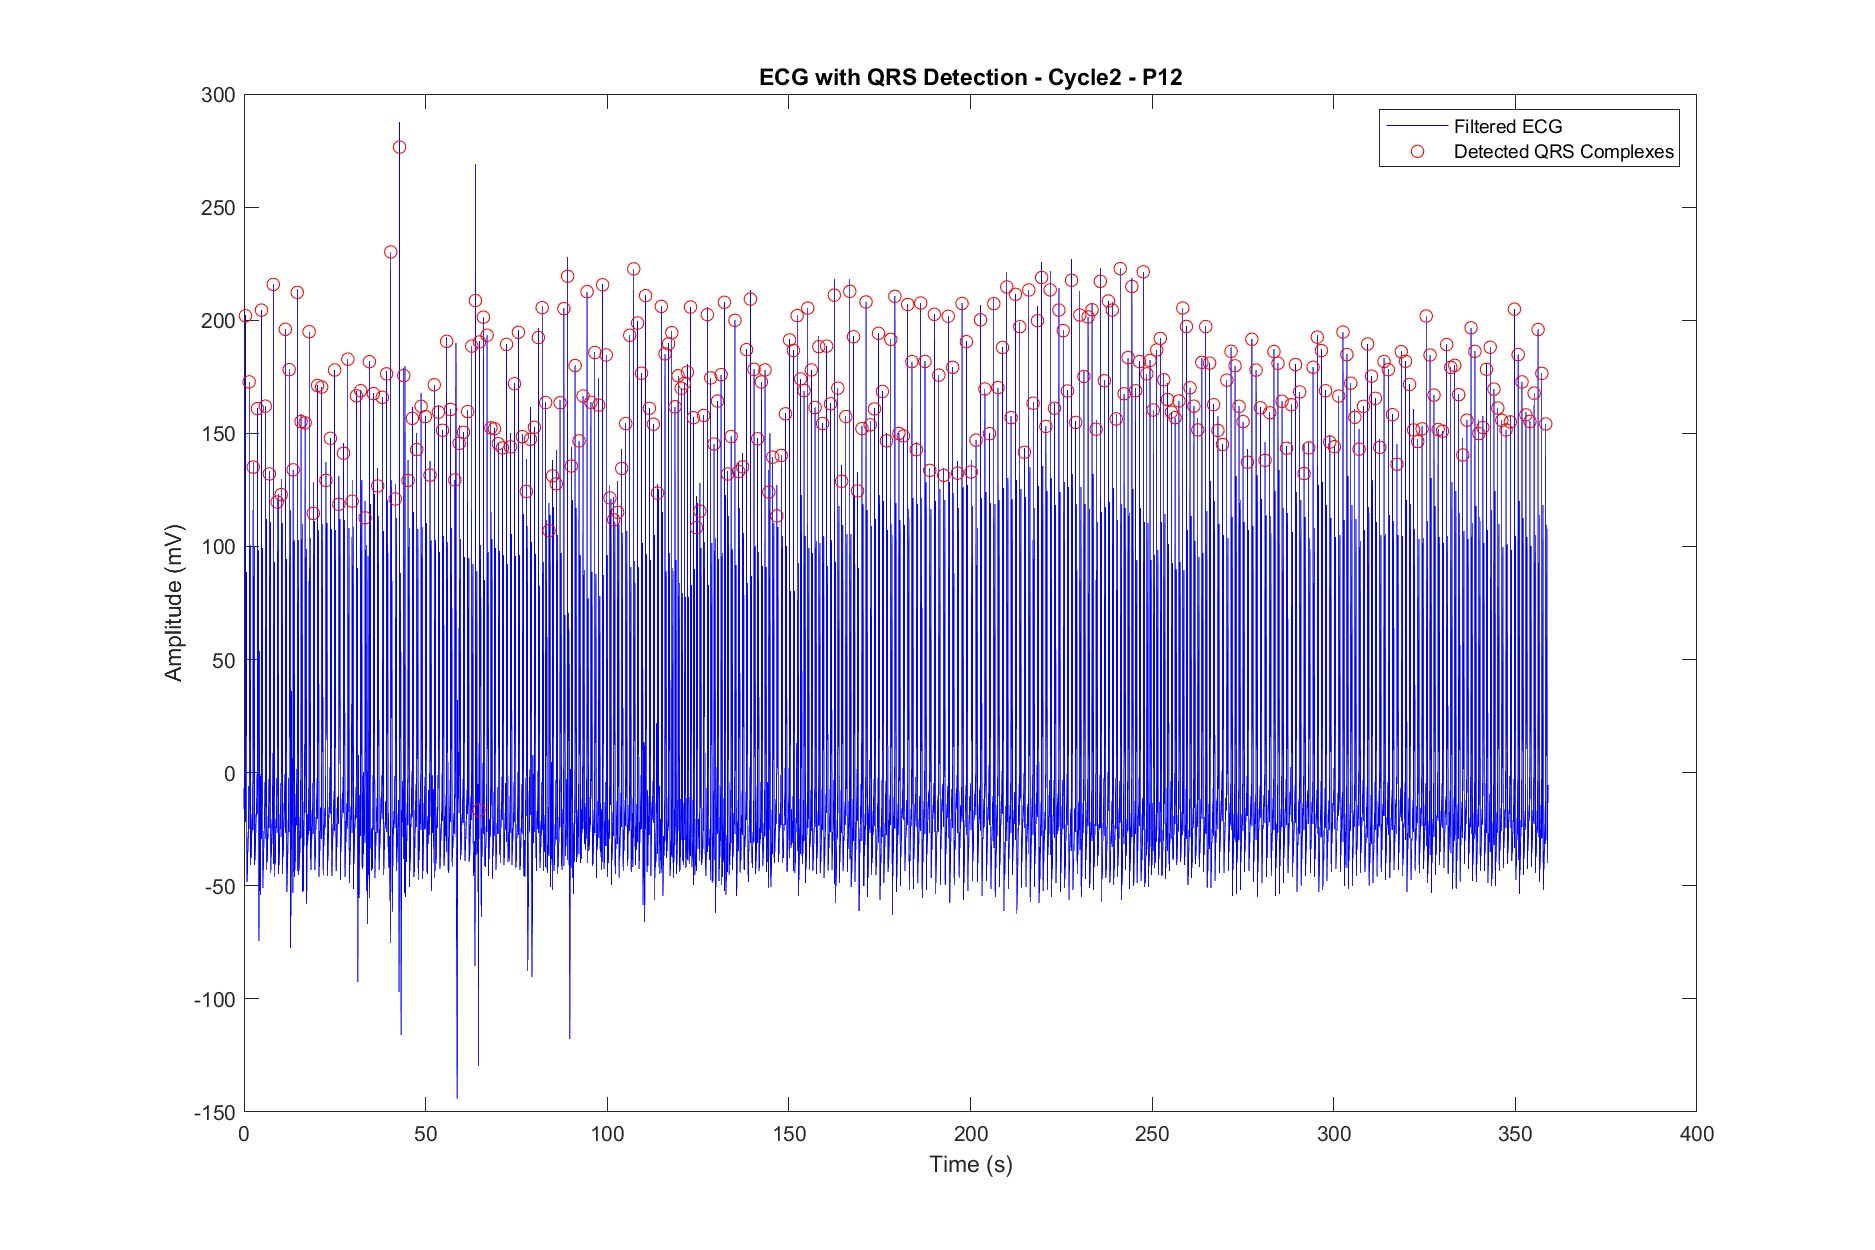 ECG with QRS Detection - Cycle2 - P12
300
250
200
150
100
50
0
-50
-100
-150
Amplitude (mV)
Filtered ECG
Detected QRS Complexes
0 50 100 150 200 250 300 350 400
Time (s)